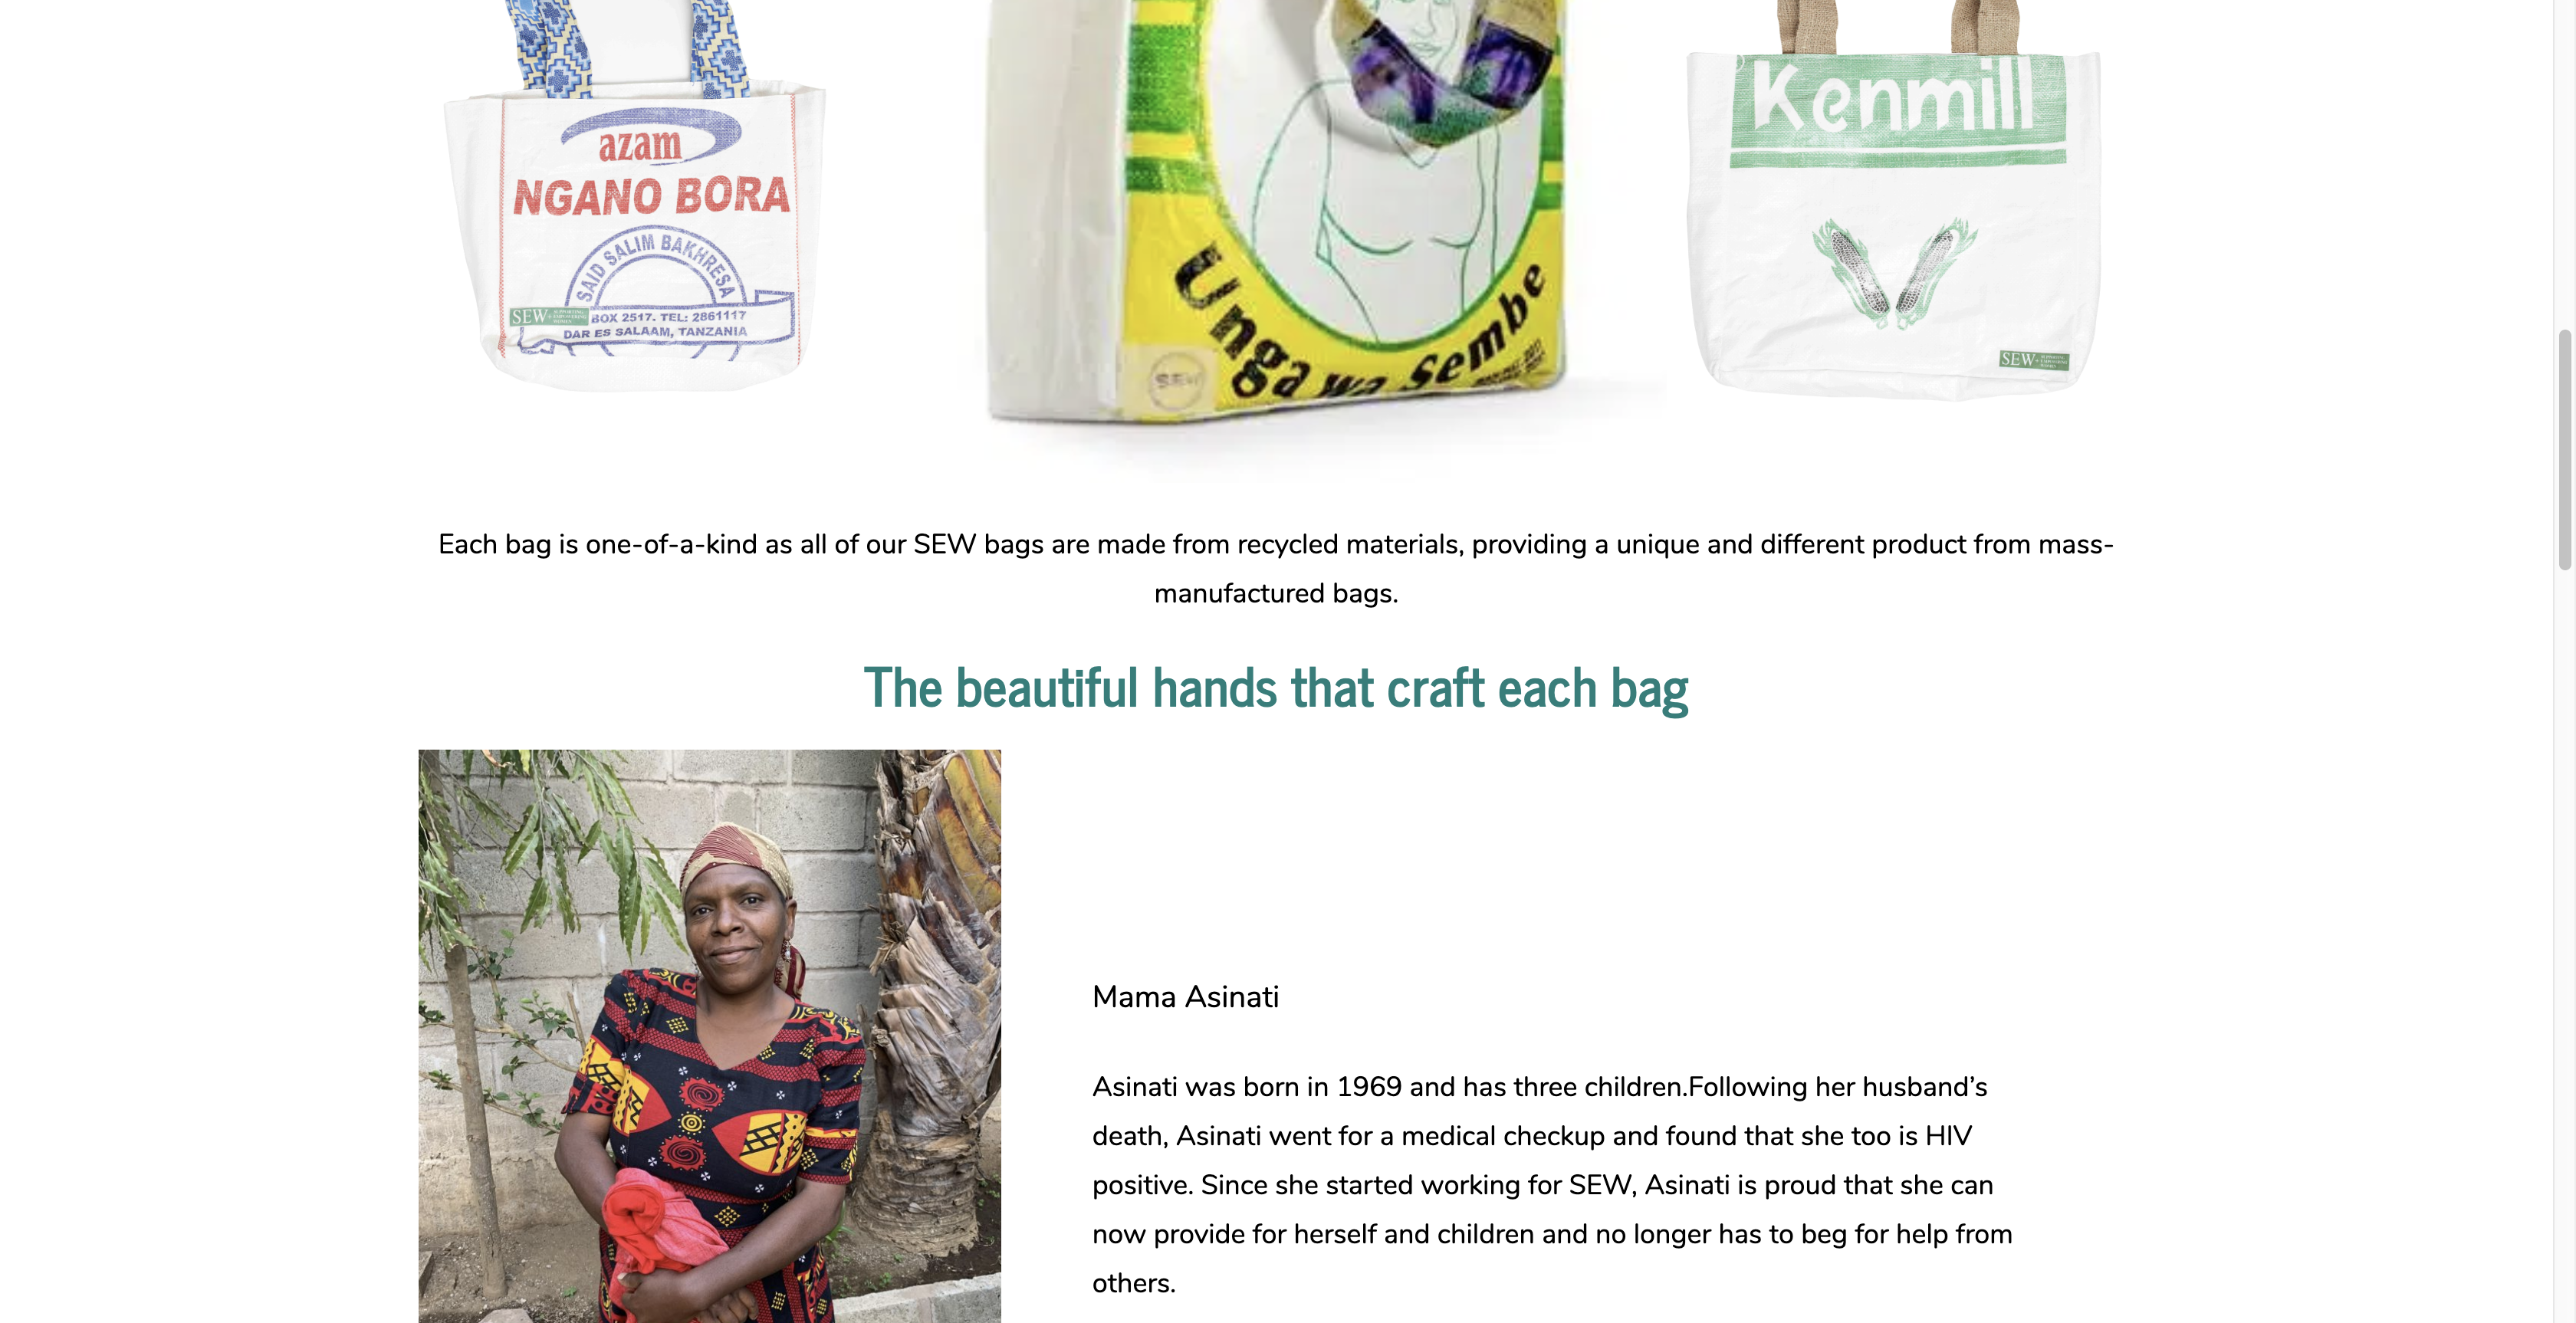 azam
NGANO BORA
SAID SALIM BAKHRESA
SEW
BOX 2517. TEL: 2861117
DAR ES SALAAM, TANZANIA
Unga wa Sembe
SEW
Kenmill
SEW
Each bag is one-of-a-kind as all of our SEW bags are made from recycled materials, providing a unique and different product from mass-
manufactured bags.
The beautiful hands that craft each bag
Mama Asinati
Asinati was born in 1969 and has three children.Following her husband’s
death, Asinati went for a medical checkup and found that she too is HIV
positive. Since she started working for SEW, Asinati is proud that she can
now provide for herself and children and no longer has to beg for help from
others.